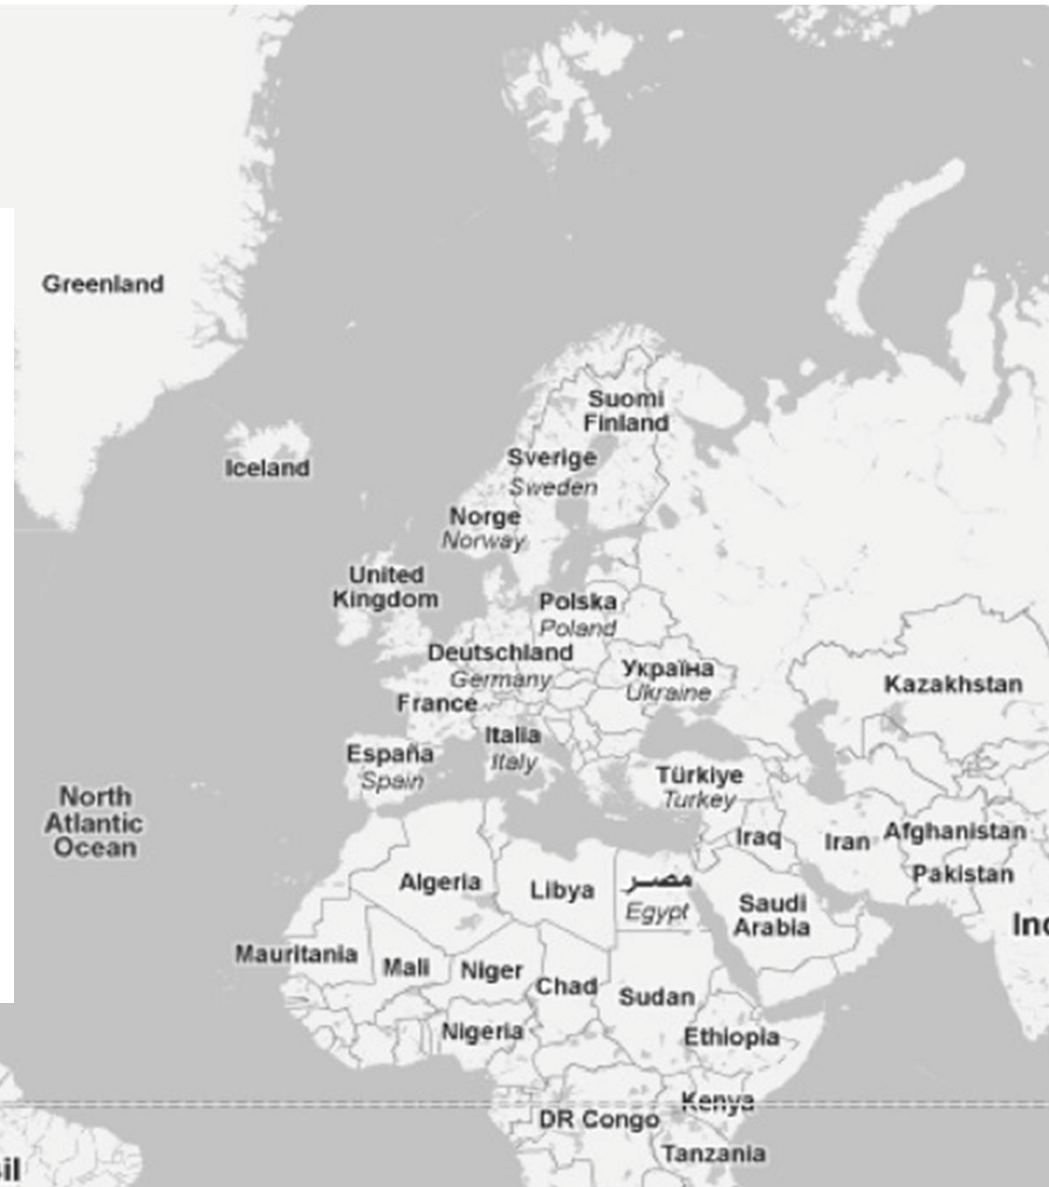 Greenland
Suomi
Finland
Sverige
Sweden
Iceland
Norge
Norway
United
Kingdom
Polska
Poland
Deutschland
Germany
Україна
Ukraine
Kazakhstan
France
Italia
Italy
España
Spain
Türkiye
Turkey
North
Atlantic
Ocean
Iraq
Iran
Afghanistan
Pakistan
Algeria
Libya
مصر
Egypt
Saudi
Arabia
Ind
Mauritania
Mali
Niger
Chad
Sudan
Nigeria
Ethiopia
Kenya
DR Congo
Tanzania
sil